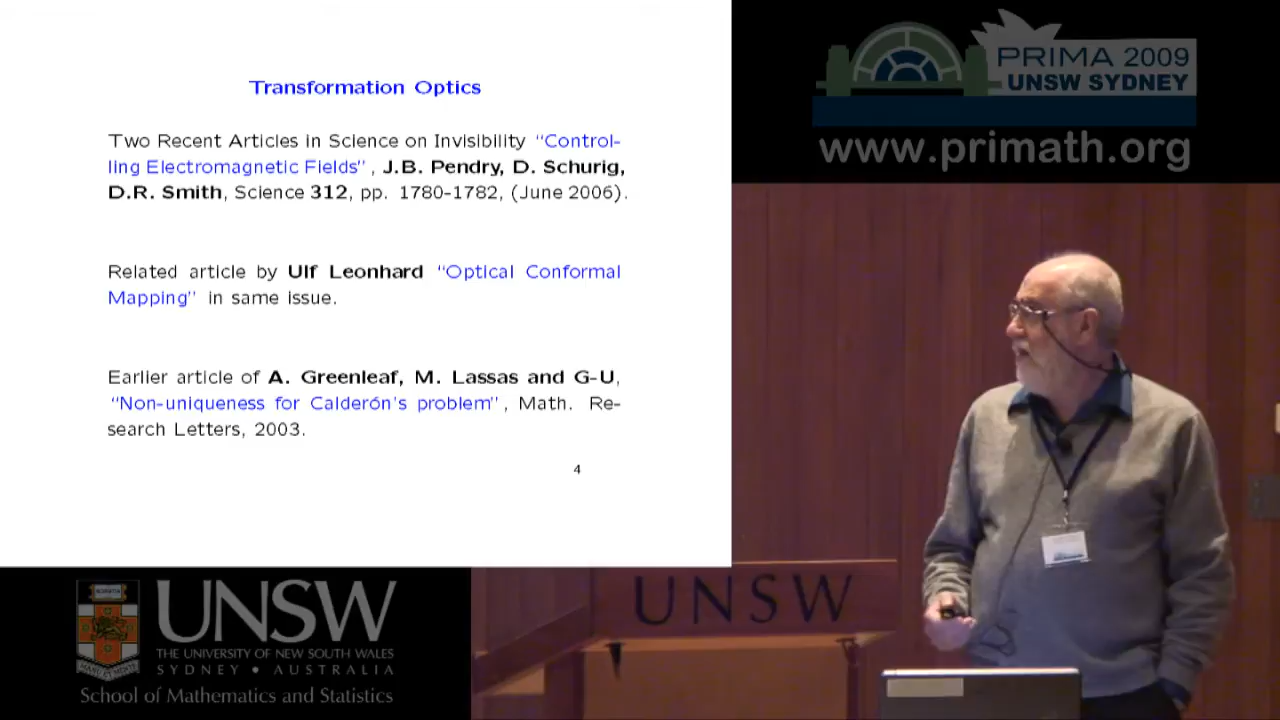 Transformation Optics
Two Recent Articles in Science on Invisibility “Control-
ling Electromagnetic Fields”, J.B. Pendry, D. Schurig,
D.R. Smith, Science 312, pp. 1780-1782, (June 2006).
Related article by Ulf Leonhard “Optical Conformal
Mapping” in same issue.
Earlier article of A. Greenleaf, M. Lassas and G-U,
“Non-uniqueness for Calderón’s problem”, Math. Re-
search Letters, 2003.
4
PRIMA 2009
UNSW SYDNEY
www.primath.org
UNSW
UNSW
THE UNIVERSITY OF NEW SOUTH WALES
SYDNEY • AUSTRALIA
School of Mathematics and Statistics